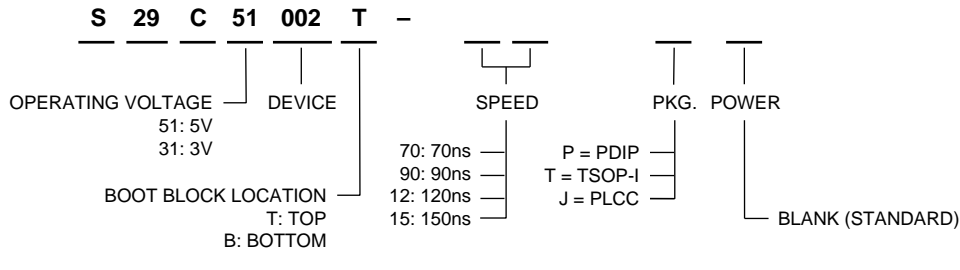 S 29 C 51 002 T –
OPERATING VOLTAGE
51: 5V
31: 3V
DEVICE
BOOT BLOCK LOCATION
T: TOP
B: BOTTOM
SPEED
70: 70ns
90: 90ns
12: 120ns
15: 150ns
PKG.
P = PDIP
T = TSOP-I
J = PLCC
POWER
BLANK (STANDARD)